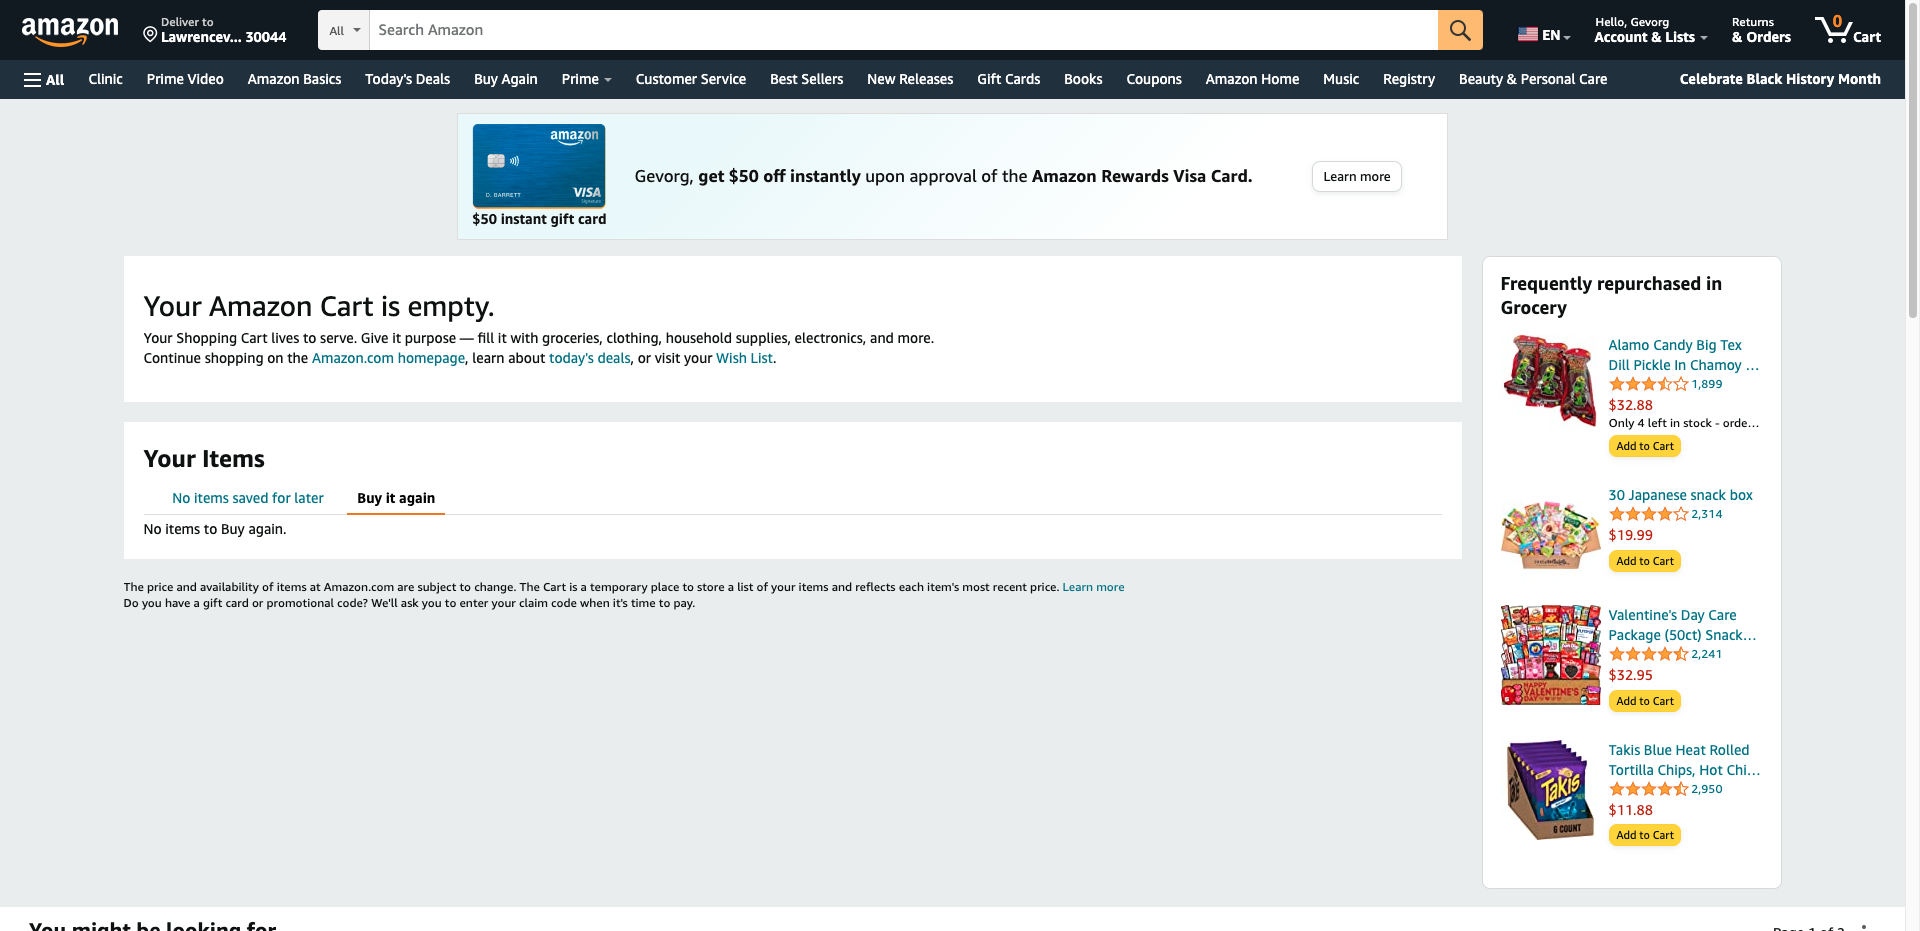 amazon
Deliver to
Lawrencev... 30044
All
Search Amazon
EN
Hello, Gevorg
Account & Lists
Returns
& Orders
0
Cart
All
Clinic
Prime Video
Amazon Basics
Today's Deals
Buy Again
Prime
Customer Service
Best Sellers
New Releases
Gift Cards
Books
Coupons
Amazon Home
Music
Registry
Beauty & Personal Care
Celebrate Black History Month
amazon
D. BARRETT
VISA
Signature
$50 instant gift card
Gevorg, get $50 off instantly upon approval of the Amazon Rewards Visa Card.
Learn more
Your Amazon Cart is empty.
Your Shopping Cart lives to serve. Give it purpose — fill it with groceries, clothing, household supplies, electronics, and more.
Continue shopping on the Amazon.com homepage, learn about today's deals, or visit your Wish List.
Your Items
No items saved for later
Buy it again
No items to Buy again.
The price and availability of items at Amazon.com are subject to change. The Cart is a temporary place to store a list of your items and reflects each item's most recent price. Learn more
Do you have a gift card or promotional code? We'll ask you to enter your claim code when it's time to pay.
Frequently repurchased in
Grocery
Alamo Candy Big Tex
Dill Pickle In Chamoy ...
1,899
$32.88
Only 4 left in stock - orde...
Add to Cart
30 Japanese snack box
2,314
$19.99
Add to Cart
HAPPY
VALENTINE'S
DAY
Valentine's Day Care
Package (50ct) Snack...
2,241
$32.95
Add to Cart
Takis
6 COUNT
Takis Blue Heat Rolled
Tortilla Chips, Hot Chi...
2,950
$11.88
Add to Cart
You might be looking for
Page 1 of 2